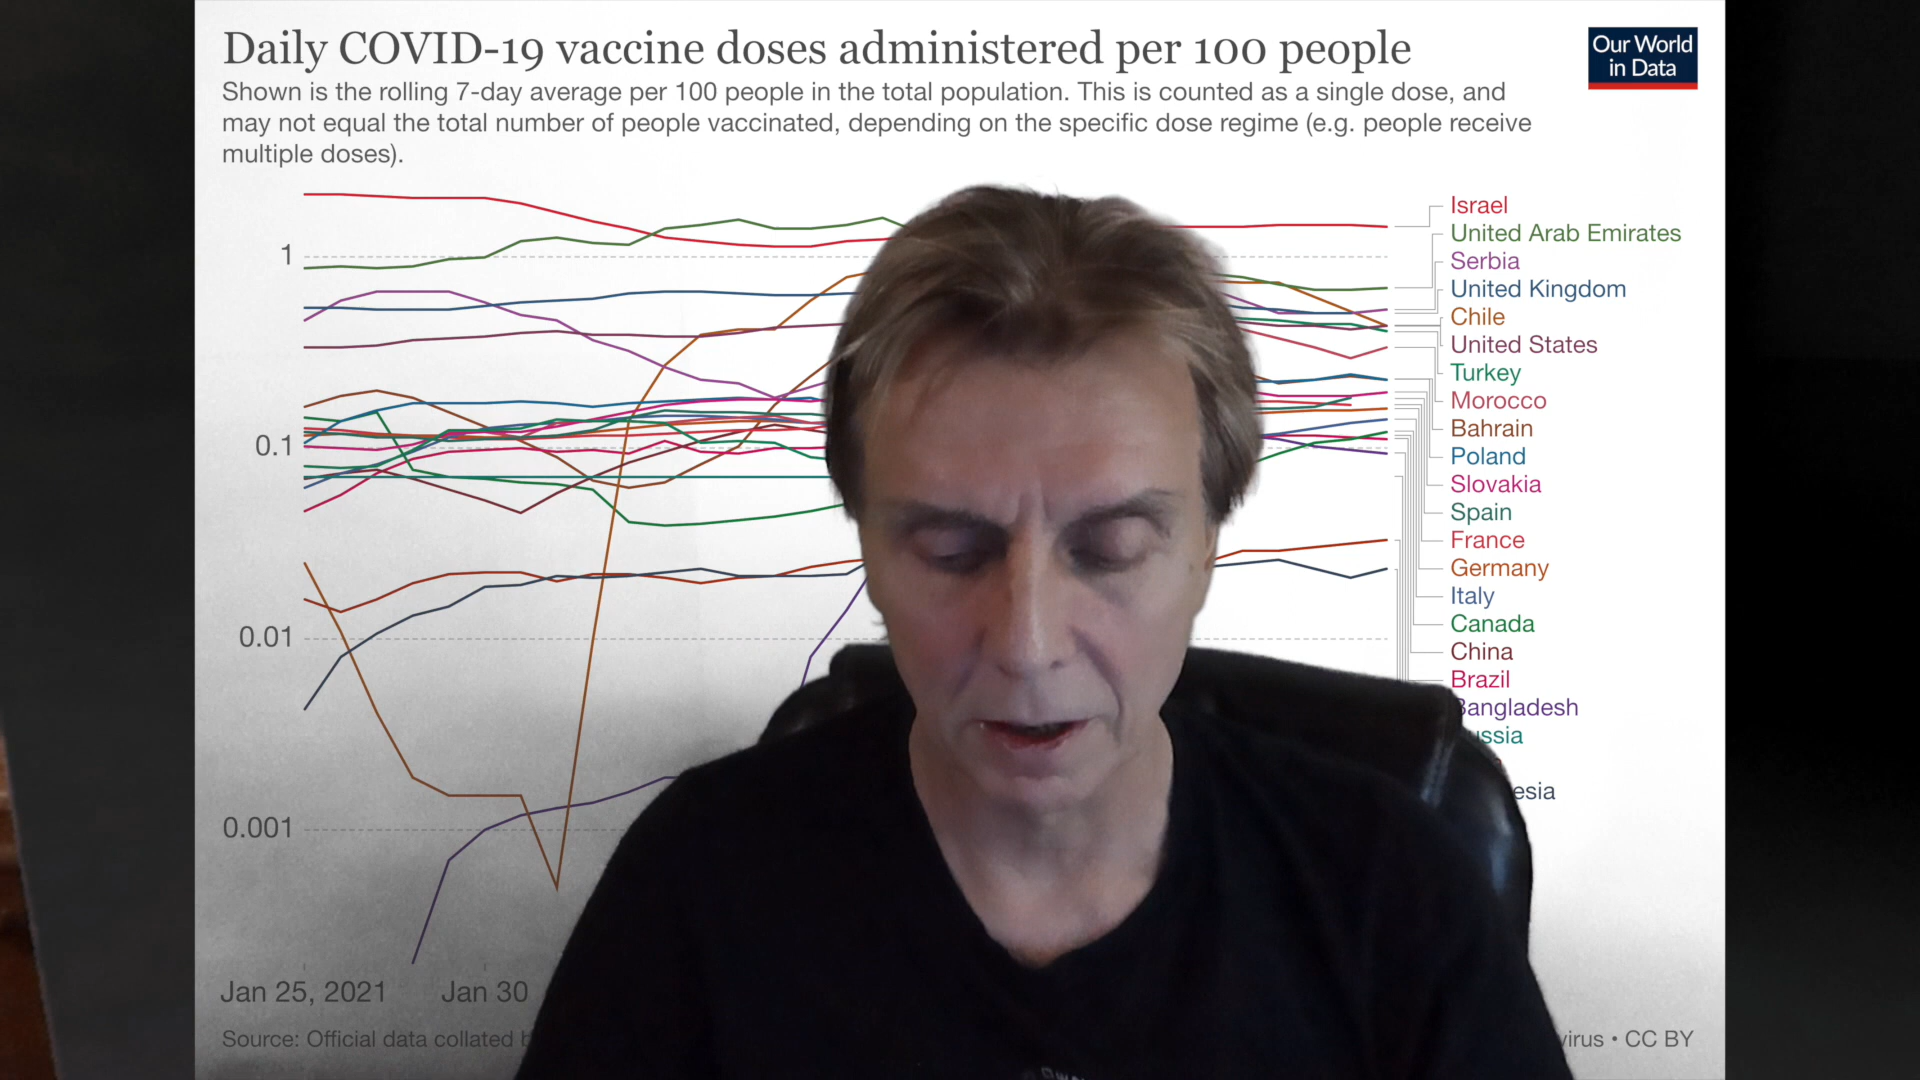 Daily COVID-19 vaccine doses administered per 100 people
Our World
in Data
Shown is the rolling 7-day average per 100 people in the total population. This is counted as a single dose, and
may not equal the total number of people vaccinated, depending on the specific dose regime (e.g. people receive
multiple doses).
1
0.1
0.01
0.001
Israel
United Arab Emirates
Serbia
United Kingdom
Chile
United States
Turkey
Morocco
Bahrain
Poland
Slovakia
Spain
France
Germany
Italy
Canada
China
Brazil
Bangladesh
Jan 25, 2021
Jan 30
Source: Official data collated
CC BY